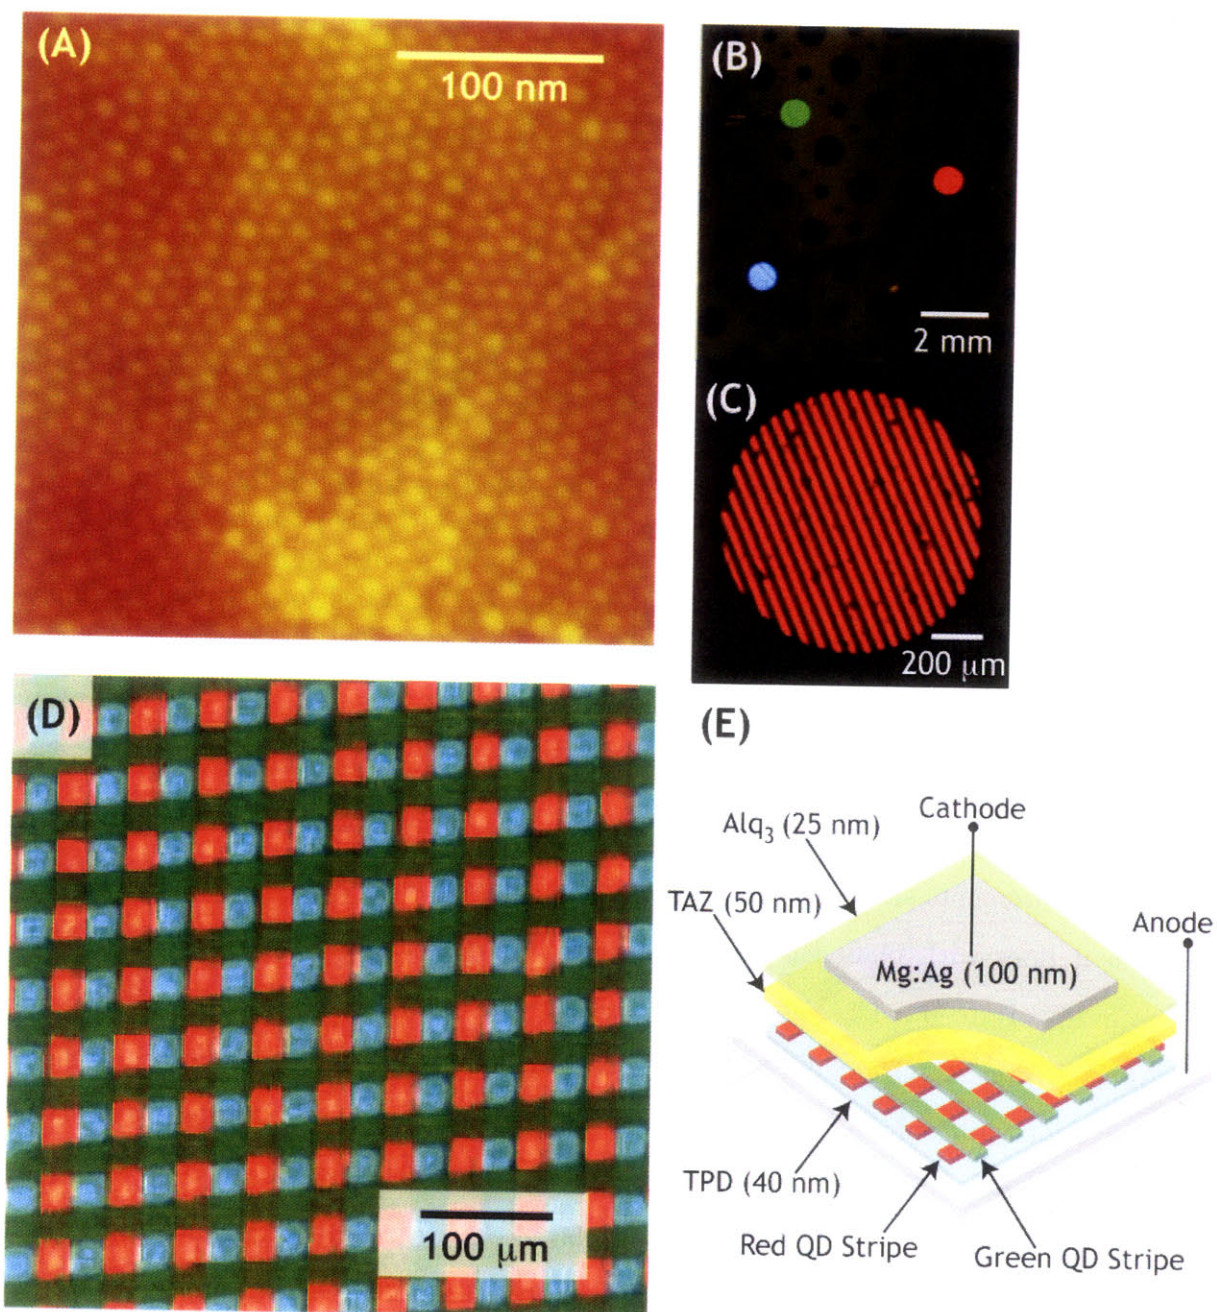 (A)
100 nm
(B)
2 mm
(C)
200 μm
(D)
100 μm
(E)
Cathode
Alq₃ (25 nm)
TAZ (50 nm)
Anode
Mg:Ag (100 nm)
TPD (40 nm)
Red QD Stripe
Green QD Stripe